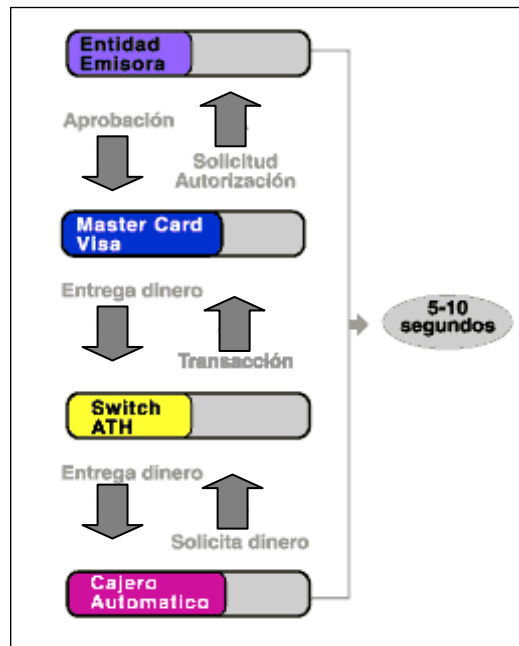 Entidad
Emisora
Aprobación
Solicitud
Autorización
Master Card
Visa
Entrega dinero
Transacción
5-10
segundos
Switch
ATH
Entrega dinero
Solicita dinero
Cajero
Automatico